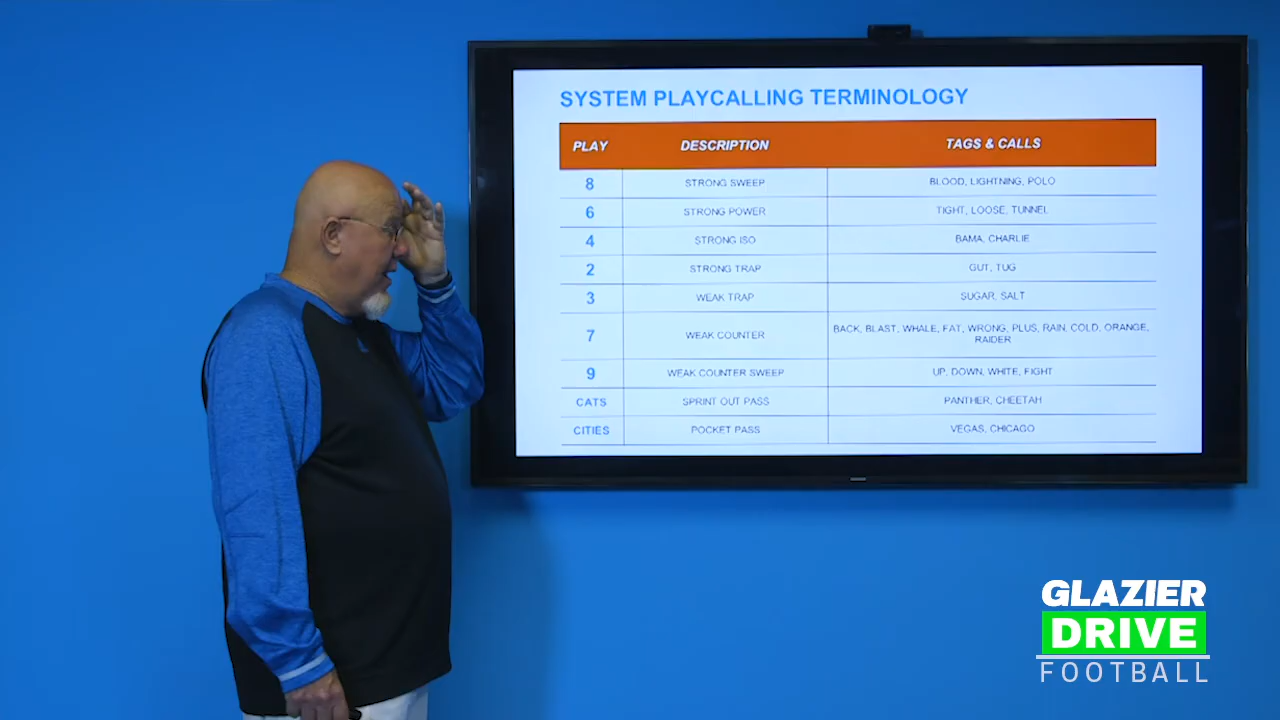 SYSTEM PLAYCALLING TERMINOLOGY
PLAY DESCRIPTION TAGS & CALLS
8 STRONG SWEEP BLOOD, LIGHTNING, POLO
6 STRONG POWER TIGHT, LOOSE, TUNNEL
4 STRONG ISO BAMA, CHARLIE
2 STRONG TRAP GUT, TUG
3 WEAK TRAP SUGAR, SALT
7 WEAK COUNTER BACK, BLAST, WHALE, FAT, WRONG, PLUS, RAIN, COLD, ORANGE,
RAIDER
9 WEAK COUNTER SWEEP UP, DOWN, WHITE, FIGHT
CATS SPRINT OUT PASS PANTHER, CHEETAH
CITIES POCKET PASS VEGAS, CHICAGO
GLAZIER
DRIVE
FOOTBALL